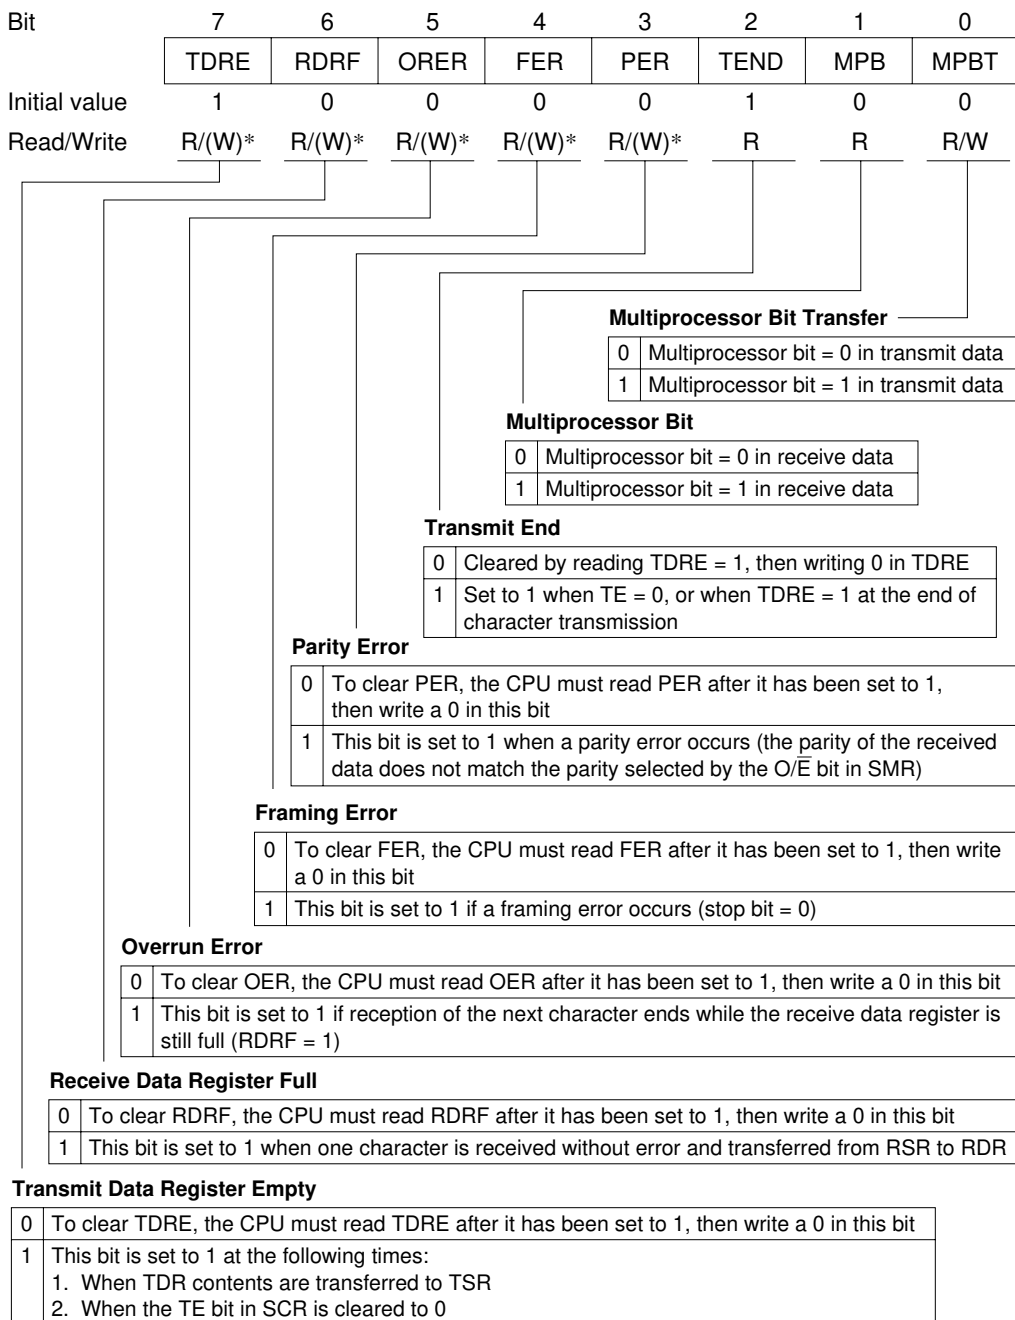 Bit 7 6 5 4 3 2 1 0
TDRE RDRF ORER FER PER TEND MPB MPBT
Initial value 1 0 0 0 0 1 0 0
Read/Write R/(W)* R/(W)* R/(W)* R/(W)* R/(W)* R R R/W
Multiprocessor Bit Transfer
0 Multiprocessor bit = 0 in transmit data
1 Multiprocessor bit = 1 in transmit data
Multiprocessor Bit
0 Multiprocessor bit = 0 in receive data
1 Multiprocessor bit = 1 in receive data
Transmit End
0 Cleared by reading TDRE = 1, then writing 0 in TDRE
1 Set to 1 when TE = 0, or when TDRE = 1 at the end of
character transmission
Parity Error
0 To clear PER, the CPU must read PER after it has been set to 1,
then write a 0 in this bit
1 This bit is set to 1 when a parity error occurs (the parity of the received
data does not match the parity selected by the O/E̅ bit in SMR)
Framing Error
0 To clear FER, the CPU must read FER after it has been set to 1, then write
a 0 in this bit
1 This bit is set to 1 if a framing error occurs (stop bit = 0)
Overrun Error
0 To clear OER, the CPU must read OER after it has been set to 1, then write a 0 in this bit
1 This bit is set to 1 if reception of the next character ends while the receive data register is
still full (RDRF = 1)
Receive Data Register Full
0 To clear RDRF, the CPU must read RDRF after it has been set to 1, then write a 0 in this bit
1 This bit is set to 1 when one character is received without error and transferred from RSR to RDR
Transmit Data Register Empty
0 To clear TDRE, the CPU must read TDRE after it has been set to 1, then write a 0 in this bit
1 This bit is set to 1 at the following times:
1. When TDR contents are transferred to TSR
2. When the TE bit in SCR is cleared to 0